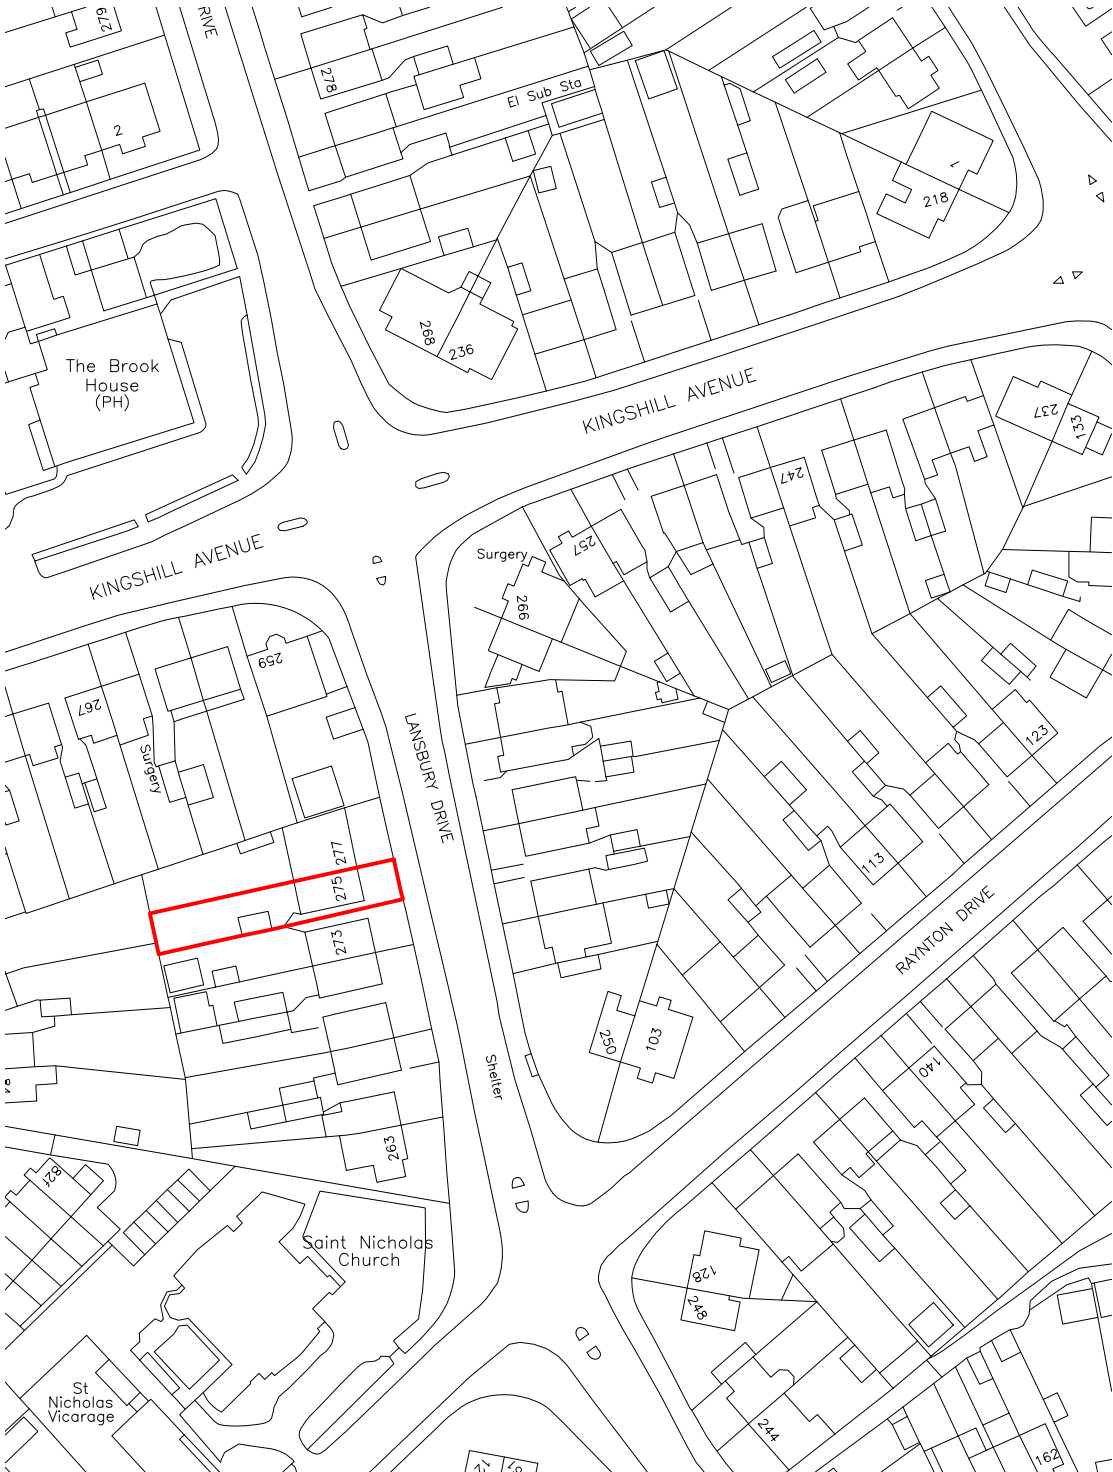 279
RIVE
278
2
El Sub Sta
218
268
236
The Brook
House
(PH)
KINGSHILL AVENUE
237
133
247
257
Surgery
266
KINGSHILL AVENUE
259
267
Surgery
LANSBURY DRIVE
123
113
277
275
273
RAYNTON DRIVE
250
103
Shelter
140
263
82f
Saint Nicholas
Church
128
248
St
Nicholas
Vicarage
244
162